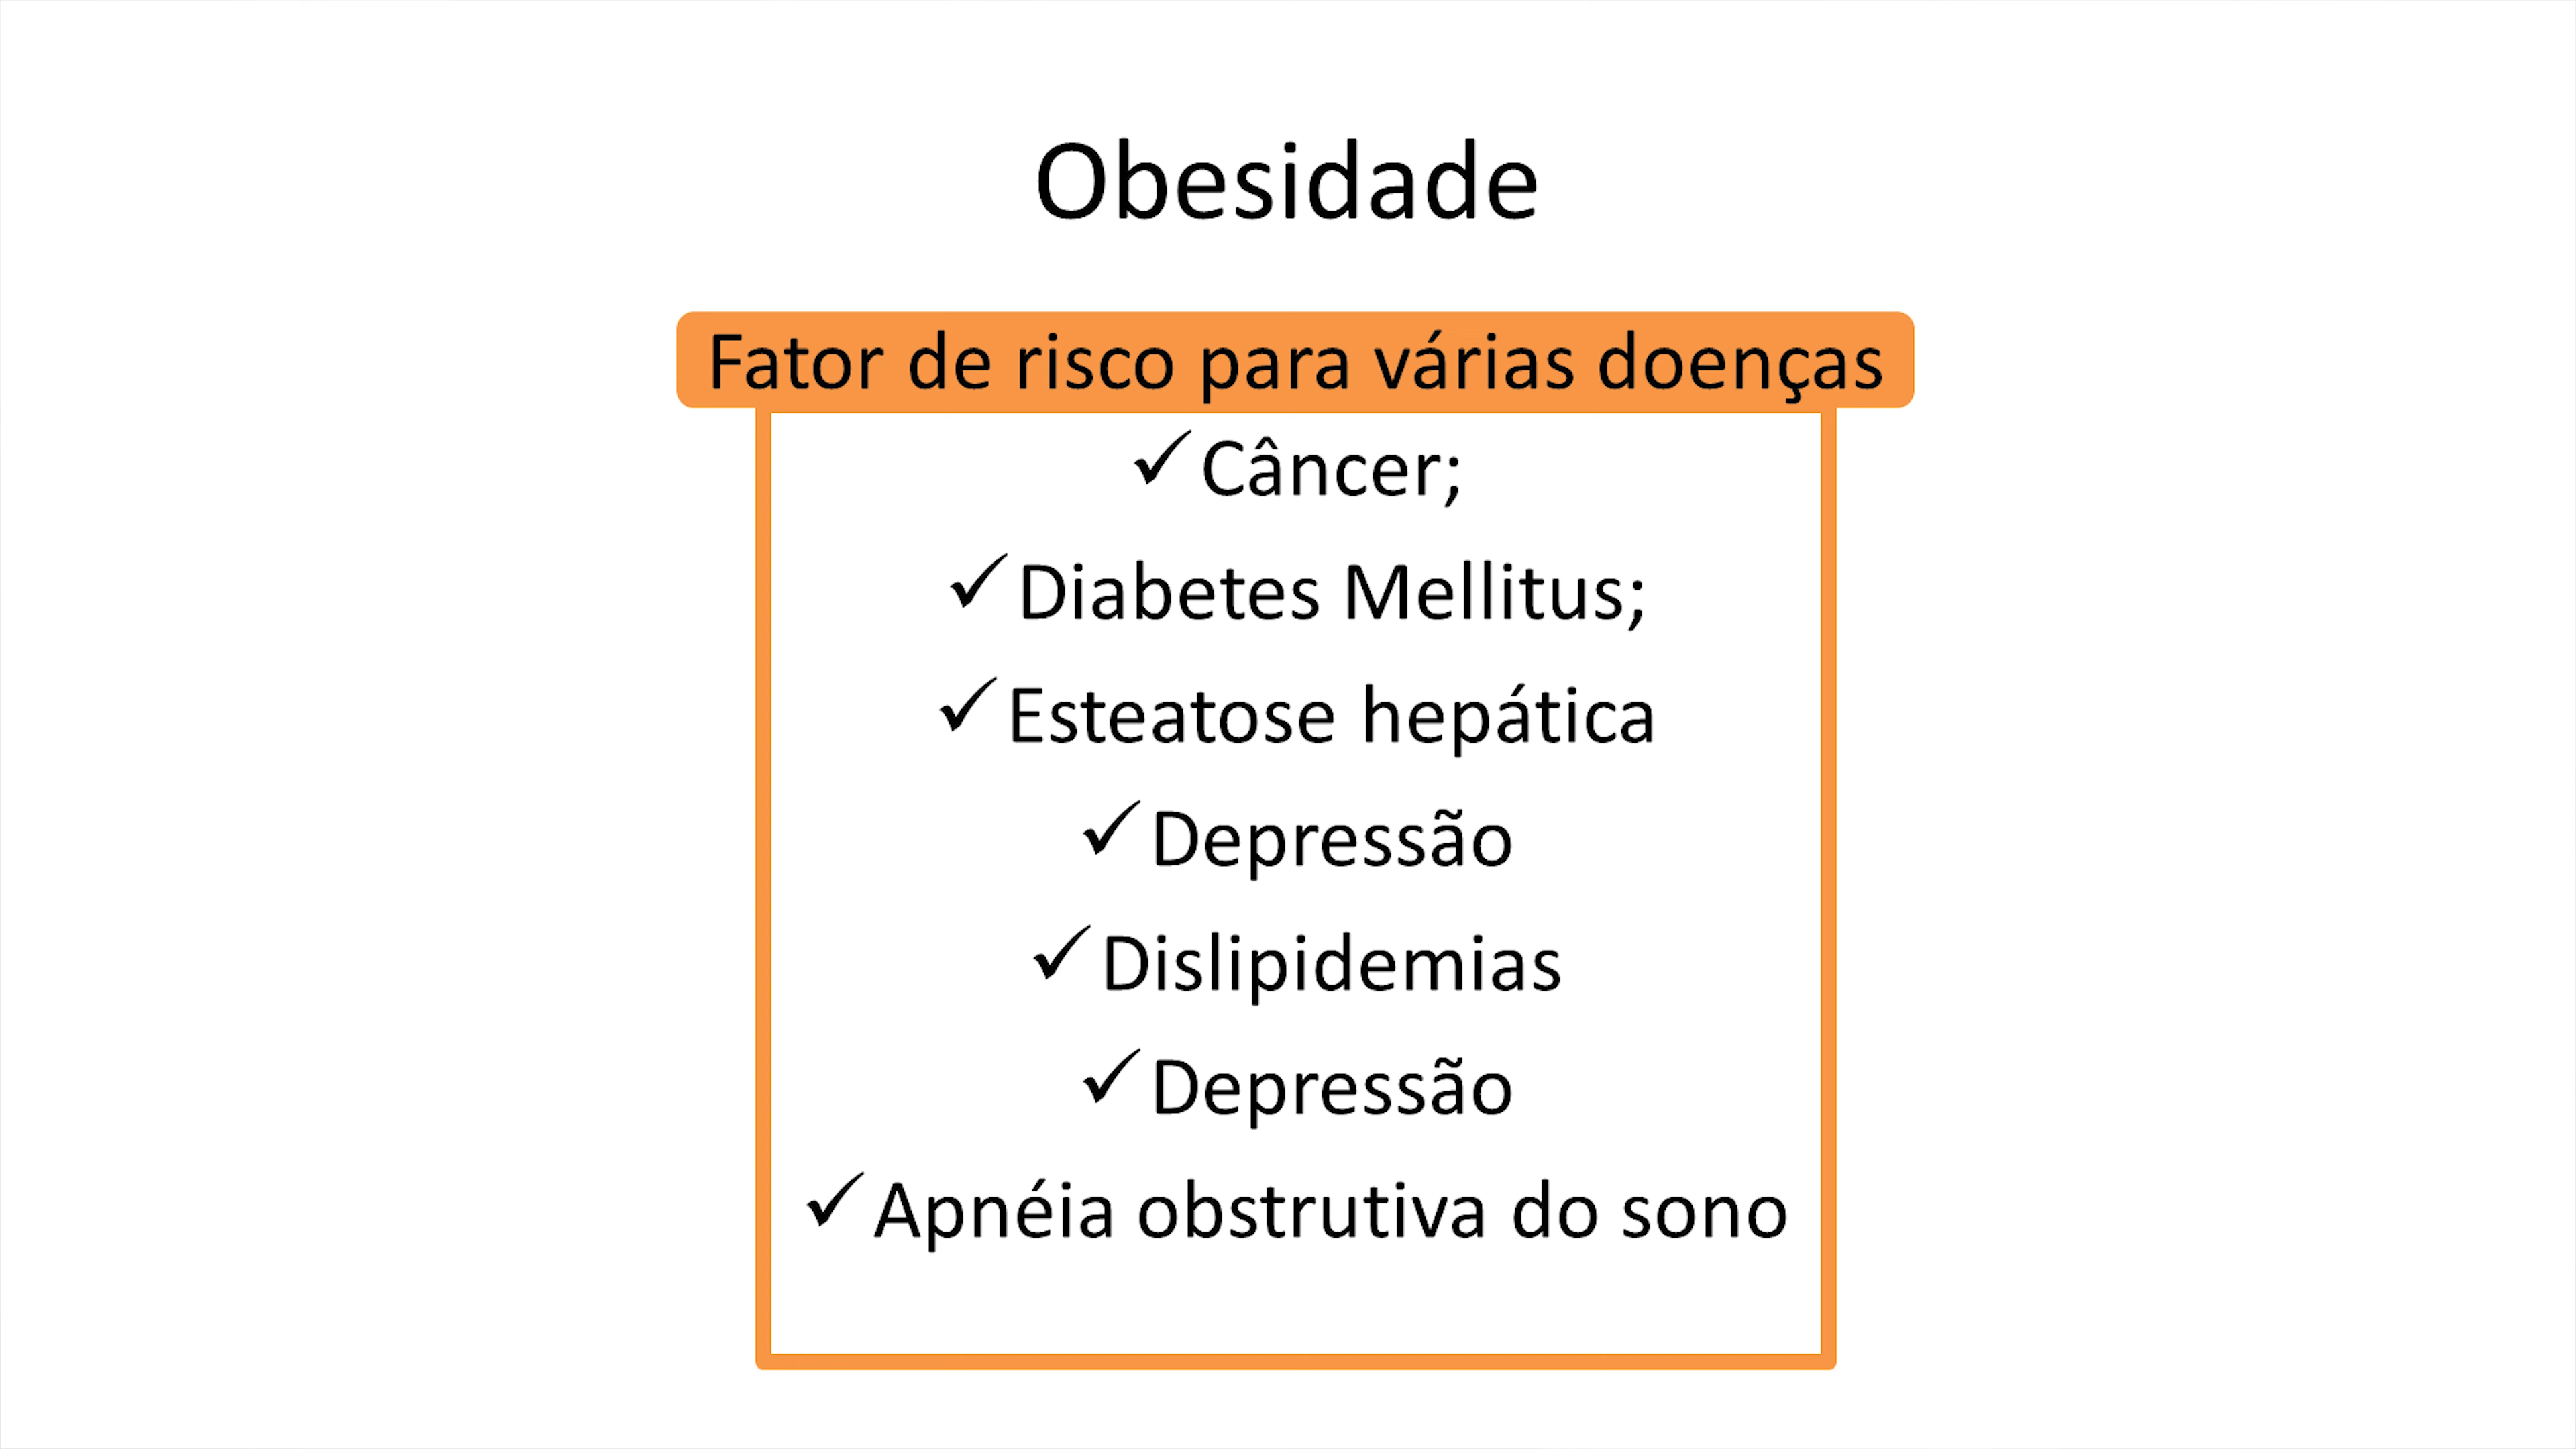 Obesidade
Fator de risco para várias doenças
✓Câncer;
✓Diabetes Mellitus;
✓Esteatose hepática
✓Depressão
✓Dislipidemias
✓Depressão
✓Apnéia obstrutiva do sono